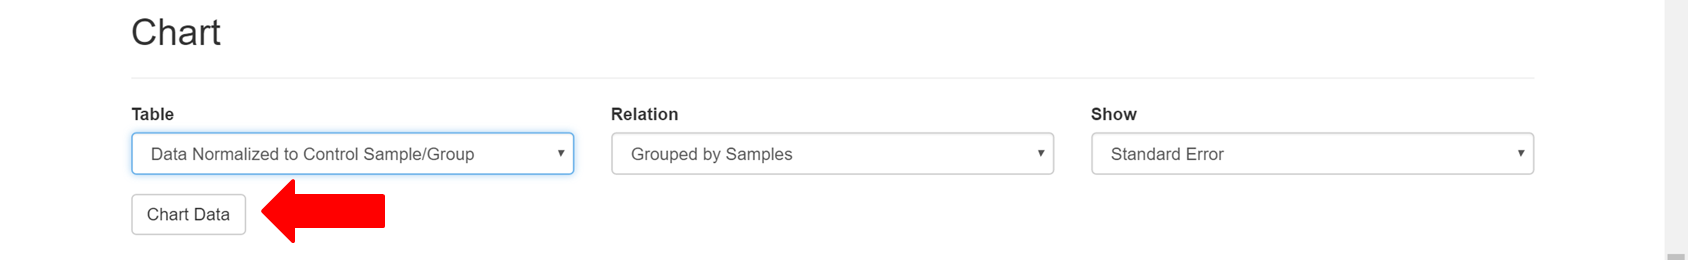 Chart
Table Relation Show
Data Normalized to Control Sample/Group Grouped by Samples Standard Error
Chart Data